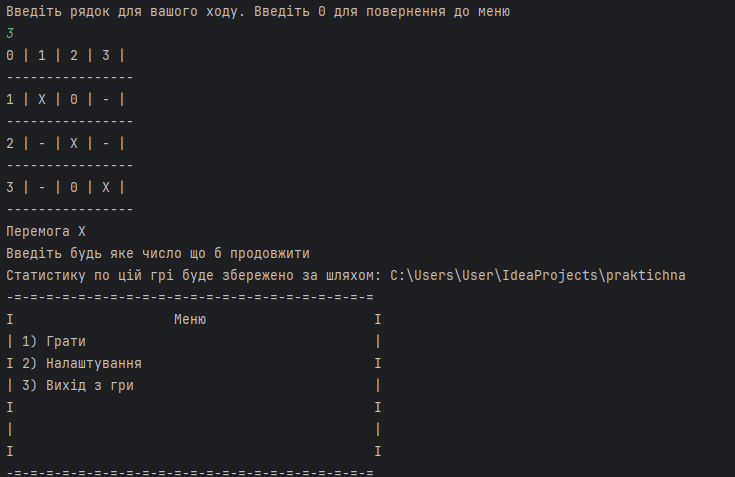 Введіть рядок для вашого ходу. Введіть 0 для повернення до меню
3
0 | 1 | 2 | 3 |
----------------
1 | X | 0 | - |
----------------
2 | - | X | - |
----------------
3 | - | 0 | X |
----------------
Перемога X
Введіть будь яке число що б продовжити
Статистику по цій грі буде збережено за шляхом: C:\Users\User\IdeaProjects\praktichna
-=-=-=-=-=-=-=-=-=-=-=-=-=-=-=-=-=-=-=-=-=-=-=
I                    Меню                     I
| 1) Грати                                    |
I 2) Налаштування                             I
| 3) Вихід з гри                              |
I                                             I
|                                             |
I                                             I
-=-=-=-=-=-=-=-=-=-=-=-=-=-=-=-=-=-=-=-=-=-=-=